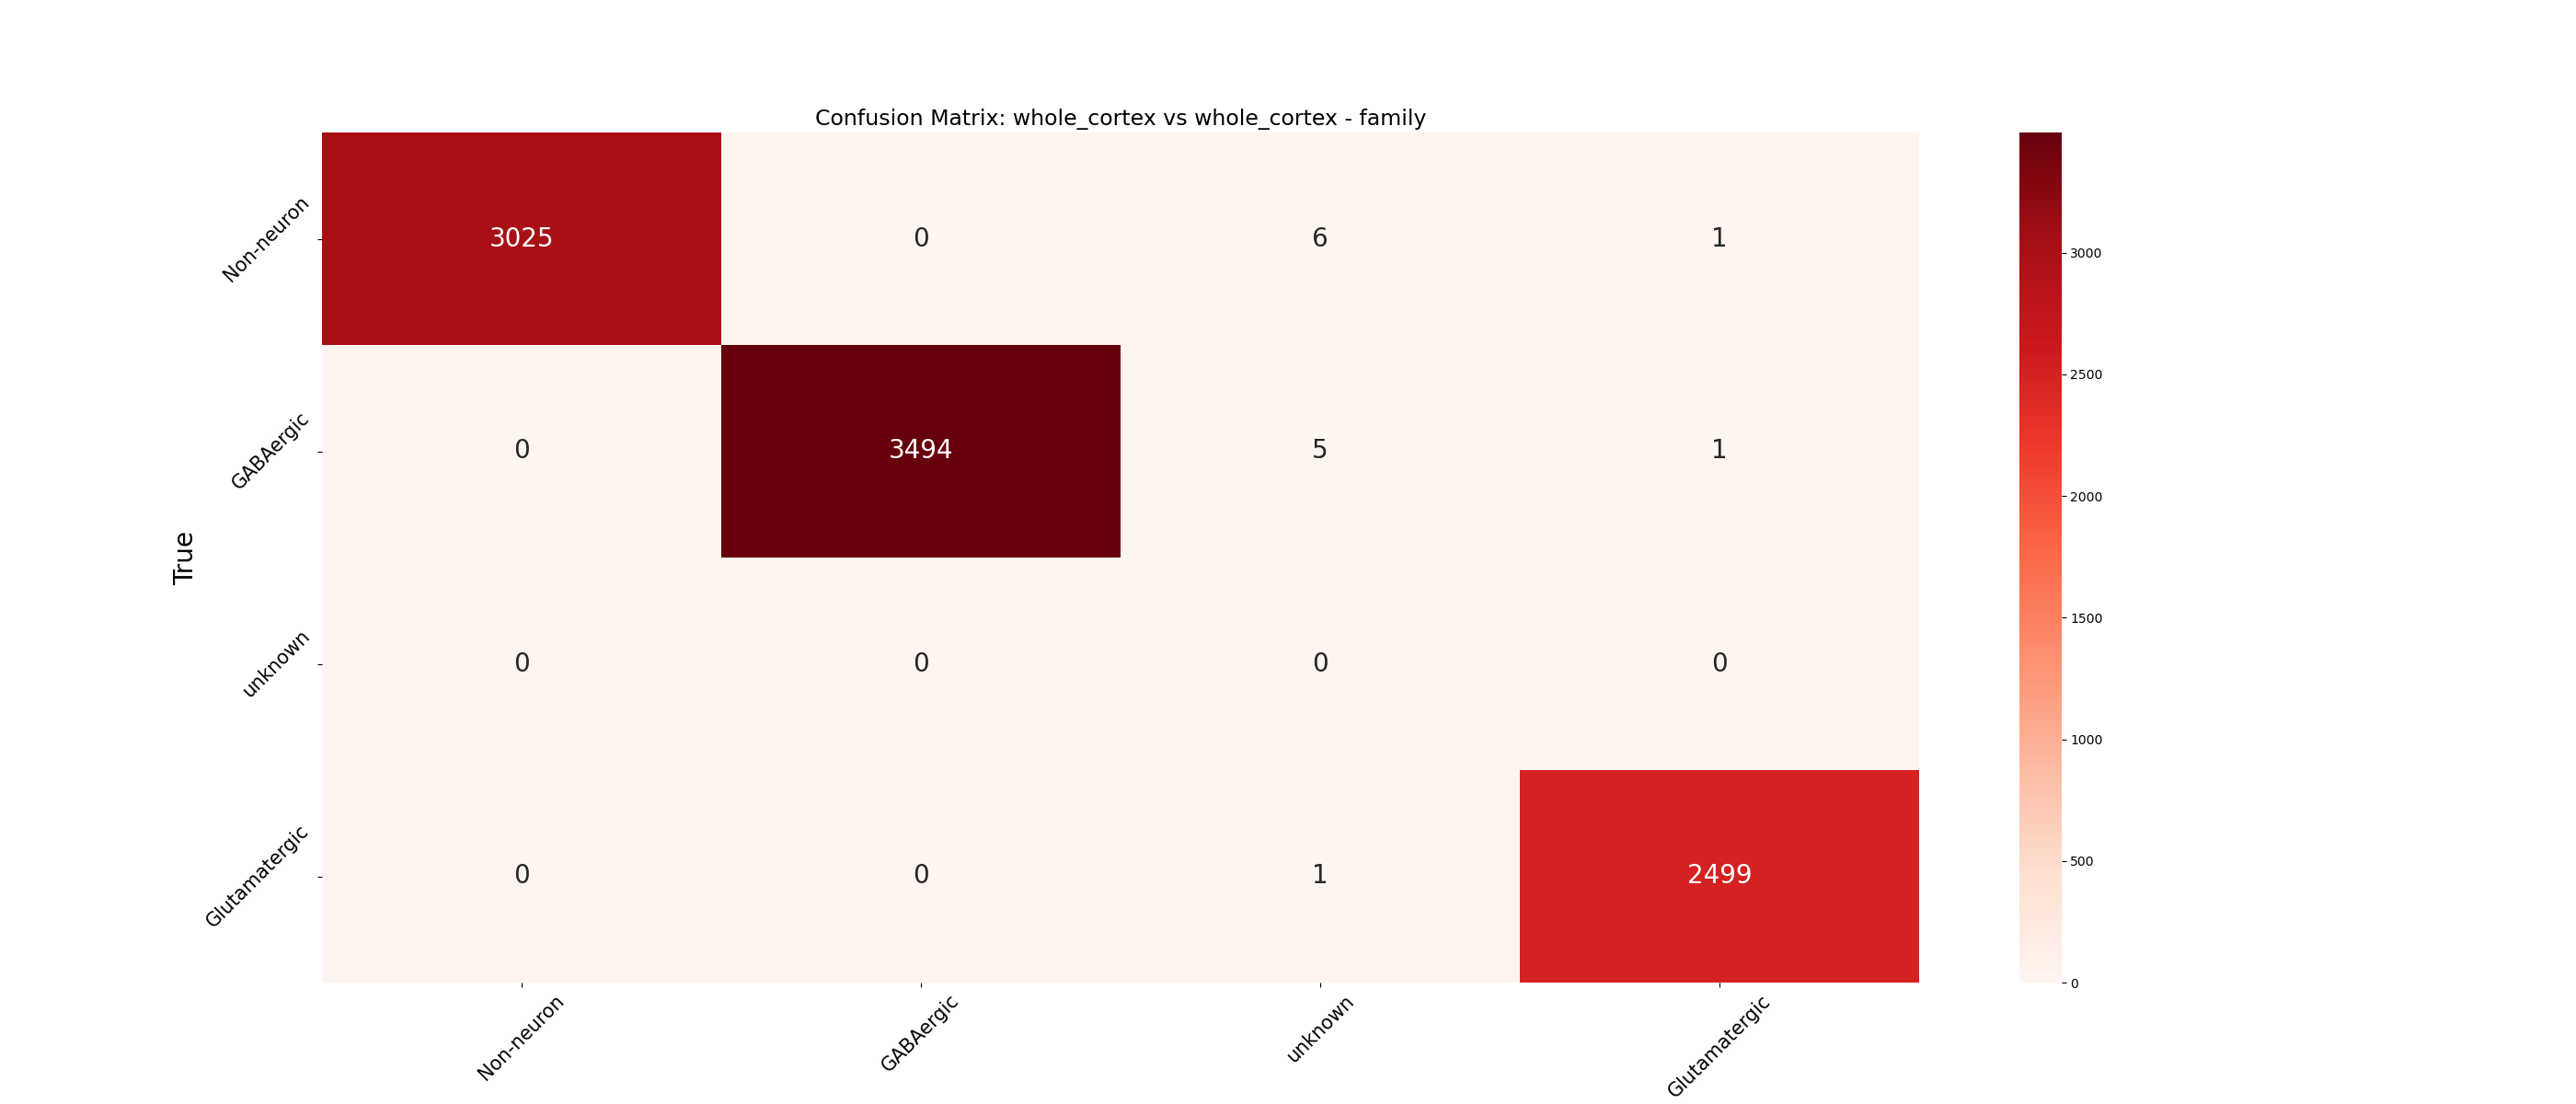 Confusion Matrix: whole_cortex vs whole_cortex - family
True
Non-neuron 3025 0 6 1
GABAergic 0 3494 5 1
unknown 0 0 0 0
Glutamatergic 0 0 1 2499
Non-neuron GABAergic unknown Glutamatergic
3000
2500
2000
1500
1000
500
0